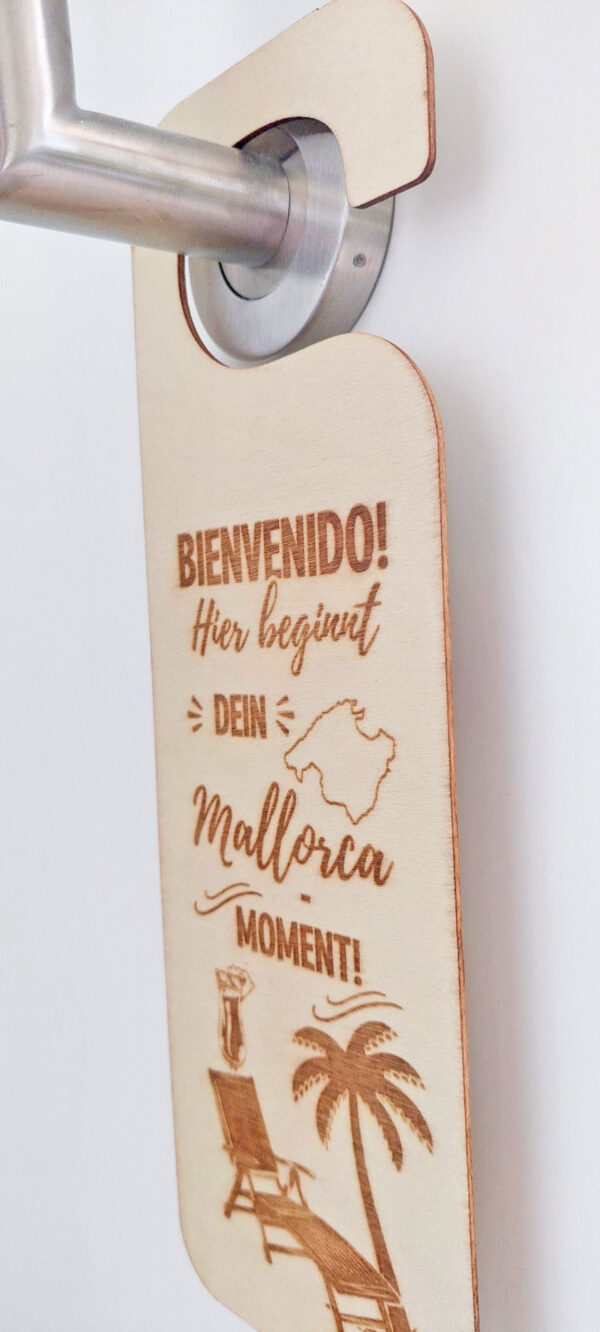 BIENVENIDO!
Hier beginnt
DEIN
Mallorca
-
MOMENT!